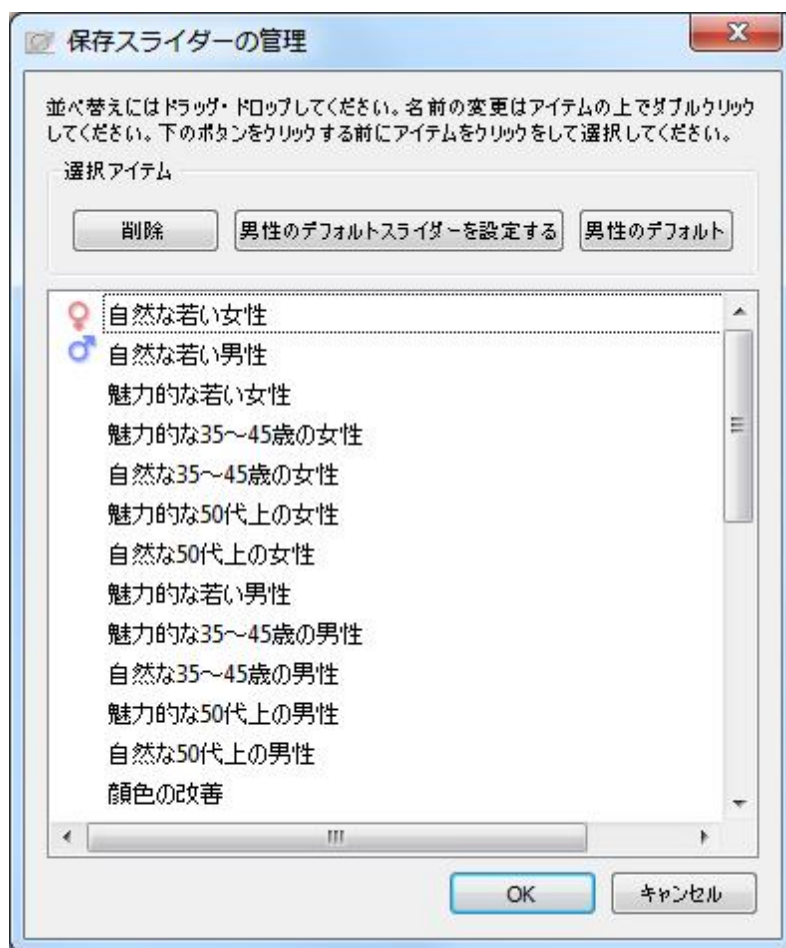 保存スライダーの管理
並べ替えにはドラッグ・ドロップしてください。名前の変更はアイテムの上でダブルクリック
してください。下のボタンをクリックする前にアイテムをクリックをして選択してください。
選択アイテム
削除 男性のデフォルトスライダーを設定する 男性のデフォルト
自然な若い女性
自然な若い男性
魅力的な若い女性
魅力的な35～45歳の女性
自然な35～45歳の女性
魅力的な50代上の女性
自然な50代上の女性
魅力的な若い男性
魅力的な35～45歳の男性
自然な35～45歳の男性
魅力的な50代上の男性
自然な50代上の男性
顔色の改善
OK キャンセル